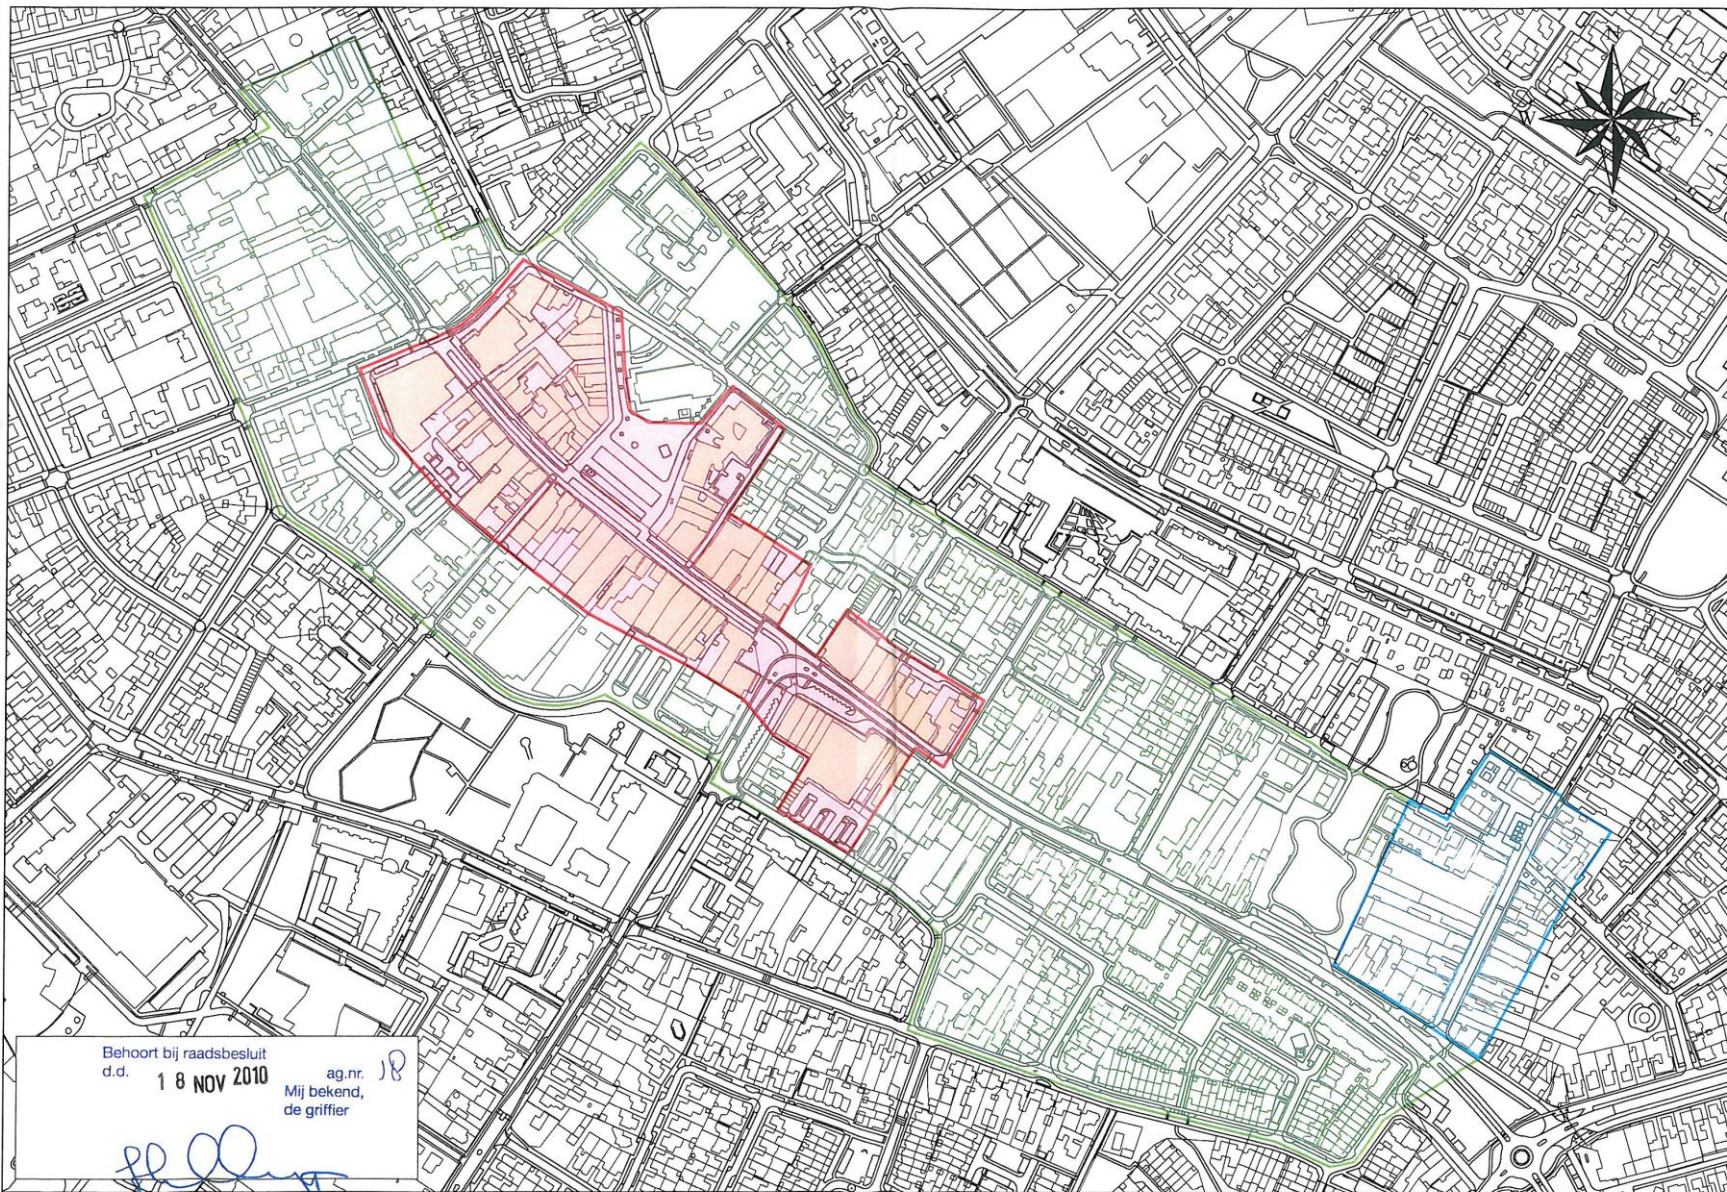 N
W
E
Behoort bij raadsbesluit
d.d. 18 NOV 2010 ag.nr. 18
Mij bekend,
de griffier